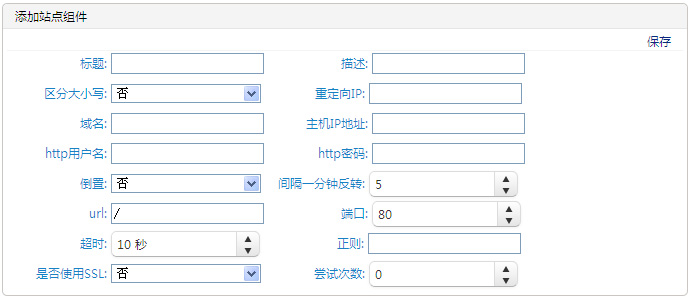 添加站点组件
保存
标题: 描述:
区分大小写: 否 重定向IP:
域名: 主机IP地址:
http用户名: http密码:
倒置: 否 间隔一分钟反转: 5
url: / 端口: 80
超时: 10 秒 正则:
是否使用SSL: 否 尝试次数: 0